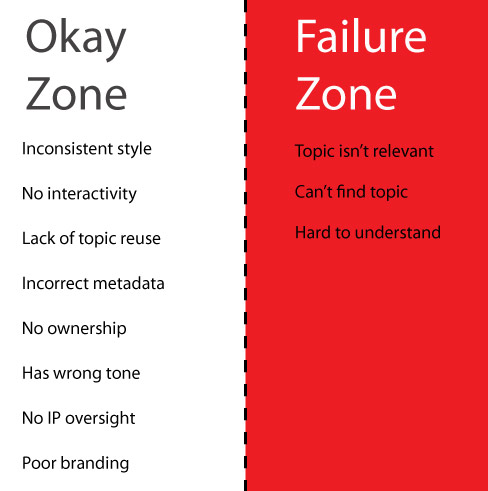 Okay
Zone
Inconsistent style
No interactivity
Lack of topic reuse
Incorrect metadata
No ownership
Has wrong tone
No IP oversight
Poor branding
Failure
Zone
Topic isn't relevant
Can't find topic
Hard to understand